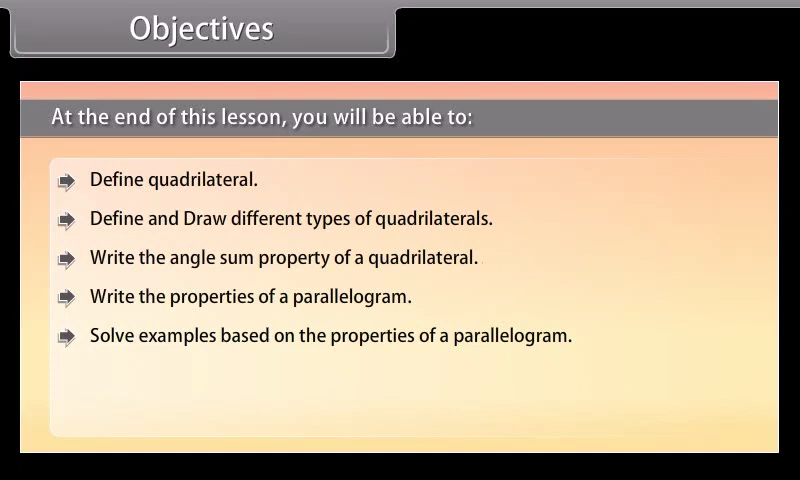 Objectives
At the end of this lesson, you will be able to:
Define quadrilateral.
Define and Draw different types of quadrilaterals.
Write the angle sum property of a quadrilateral.
Write the properties of a parallelogram.
Solve examples based on the properties of a parallelogram.